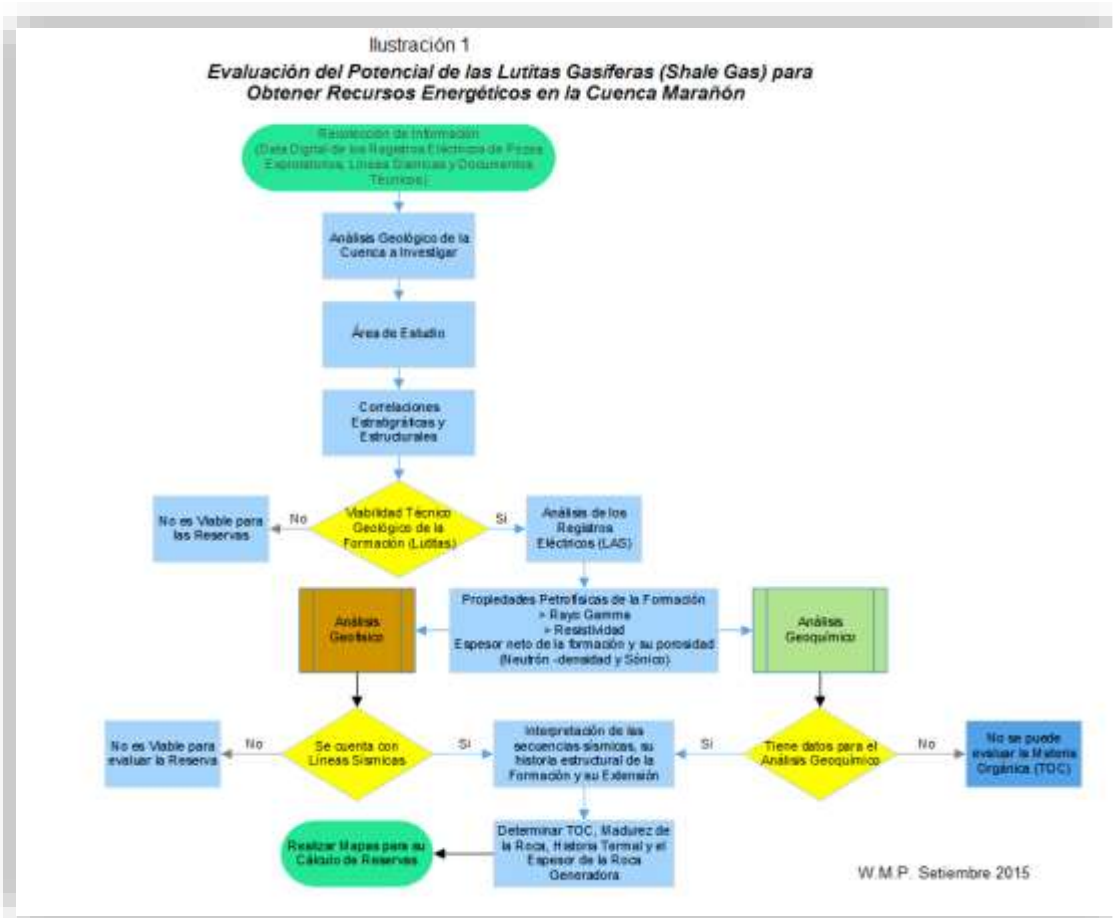 Ilustración 1
Evaluación del Potencial de las Lutitas Gasíferas (Shale Gas) para
Obtener Recursos Energéticos en la Cuenca Marañón
Recolección de Información
(Data Digital de los Registros Eléctricos de Pozos
Exploratorios, Líneas Sísmicas y Documentos
Técnicos)
Análisis Geológico de la
Cuenca a Investigar
Área de Estudio
Correlaciones
Estratigráficas y
Estructurales
No es Viable para
las Reservas
No
Viabilidad Técnico
Geológico de la
Formación (Lutitas)
Si
Análisis de los
Registros
Eléctricos (LAS)
Análisis
Geofísico
Propiedades Petrofísicas de la Formación
» Rayo Gamma
» Resistividad
Espesor neto de la formación y su porosidad
(Neutrón -densidad y Sónico)
Análisis
Geoquímico
No es Viable para
evaluar la Reserva
No
Se cuenta con
Líneas Sísmicas
Si
Interpretación de las
secuencias sísmicas, su
historia estructural de la
Formación y su Extensión
Si
Tiene datos para el
Análisis Geoquímico
No
No se puede
evaluar la Materia
Orgánica (TOC)
Realizar Mapas para su
Cálculo de Reservas
Determinar TOC, Madurez de
la Roca, Historia Termal y el
Espesor de la Roca
Generadora
W.M.P. Setiembre 2015